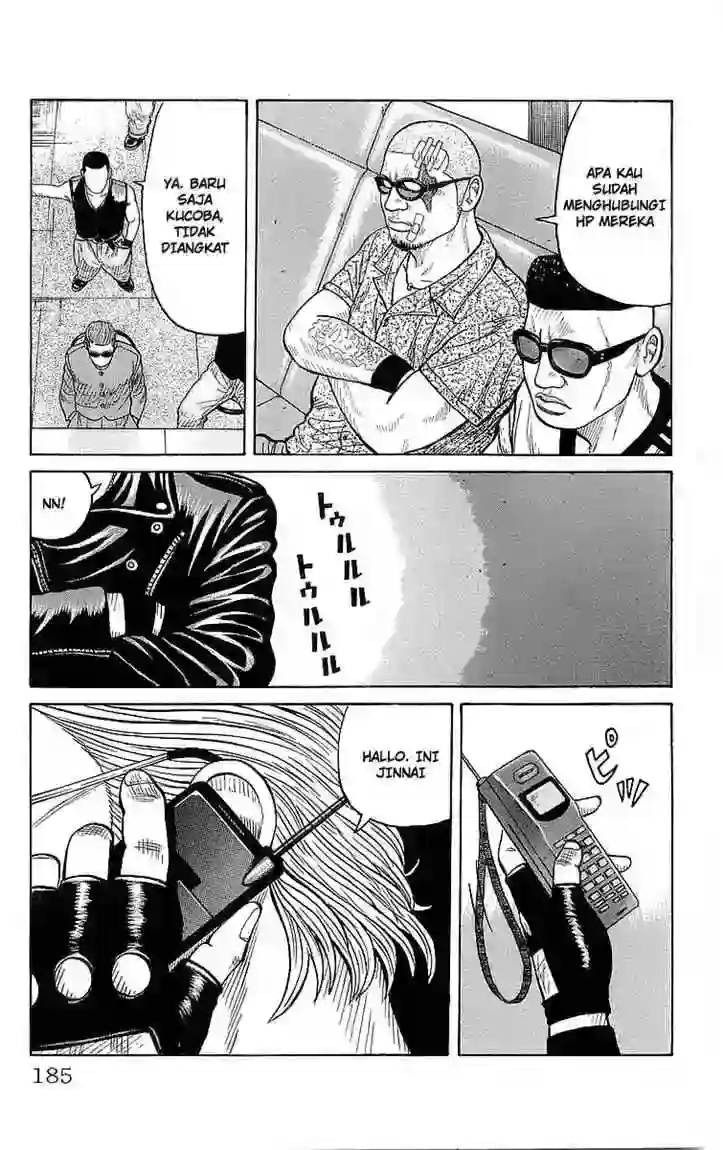 APA KAU
SUDAH
MENGHUBUNGI
HP MEREKA
YA. BARU
SAJA
KUCOBA,
TIDAK
DIANGKAT
トゥルルル
トゥルルル
NN!
ピッ
HALLO. INI
JINNAI
185